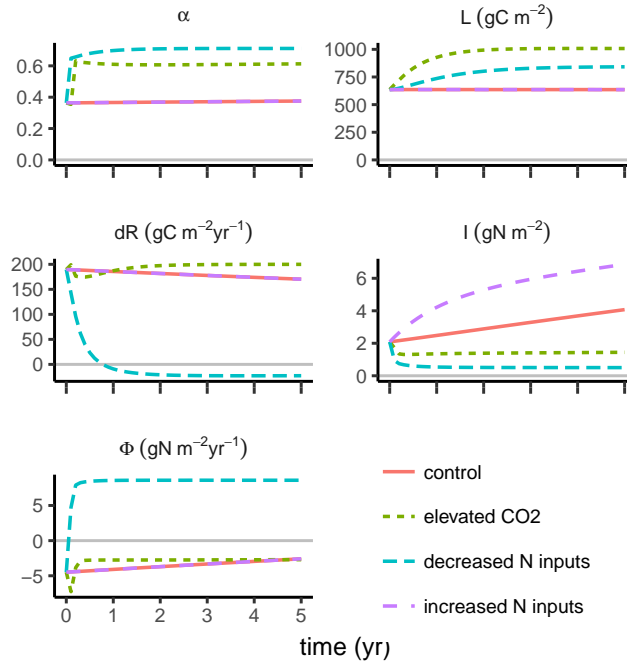 α
L (gC m⁻²)
0.6
0.4
0.2
0.0
1000
750
500
250
0
dR (gC m⁻²yr⁻¹)
I (gN m⁻²)
200
150
100
50
0
6
4
2
0
Φ (gN m⁻²yr⁻¹)
5
0
−5
0 1 2 3 4 5
time (yr)
control
elevated CO2
decreased N inputs
increased N inputs